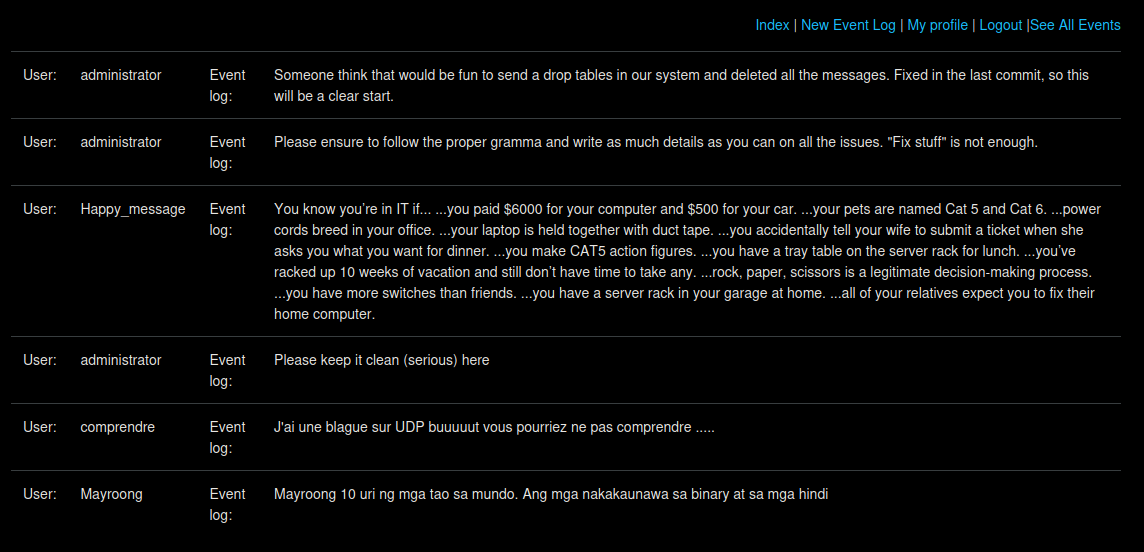 Index | New Event Log | My profile | Logout |See All Events
User: administrator Event log: Someone think that would be fun to send a drop tables in our system and deleted all the messages. Fixed in the last commit, so this
will be a clear start.
User: administrator Event log: Please ensure to follow the proper gramma and write as much details as you can on all the issues. "Fix stuff" is not enough.
User: Happy_message Event log: You know you’re in IT if... ...you paid $6000 for your computer and $500 for your car. ...your pets are named Cat 5 and Cat 6. ...power
cords breed in your office. ...your laptop is held together with duct tape. ...you accidentally tell your wife to submit a ticket when she
asks you what you want for dinner. ...you make CAT5 action figures. ...you have a tray table on the server rack for lunch. ...you’ve
racked up 10 weeks of vacation and still don’t have time to take any. ...rock, paper, scissors is a legitimate decision-making process.
...you have more switches than friends. ...you have a server rack in your garage at home. ...all of your relatives expect you to fix their
home computer.
User: administrator Event log: Please keep it clean (serious) here
User: comprendre Event log: J'ai une blague sur UDP buuuuut vous pourriez ne pas comprendre .....
User: Mayroong Event log: Mayroong 10 uri ng mga tao sa mundo. Ang mga nakakaunawa sa binary at sa mga hindi